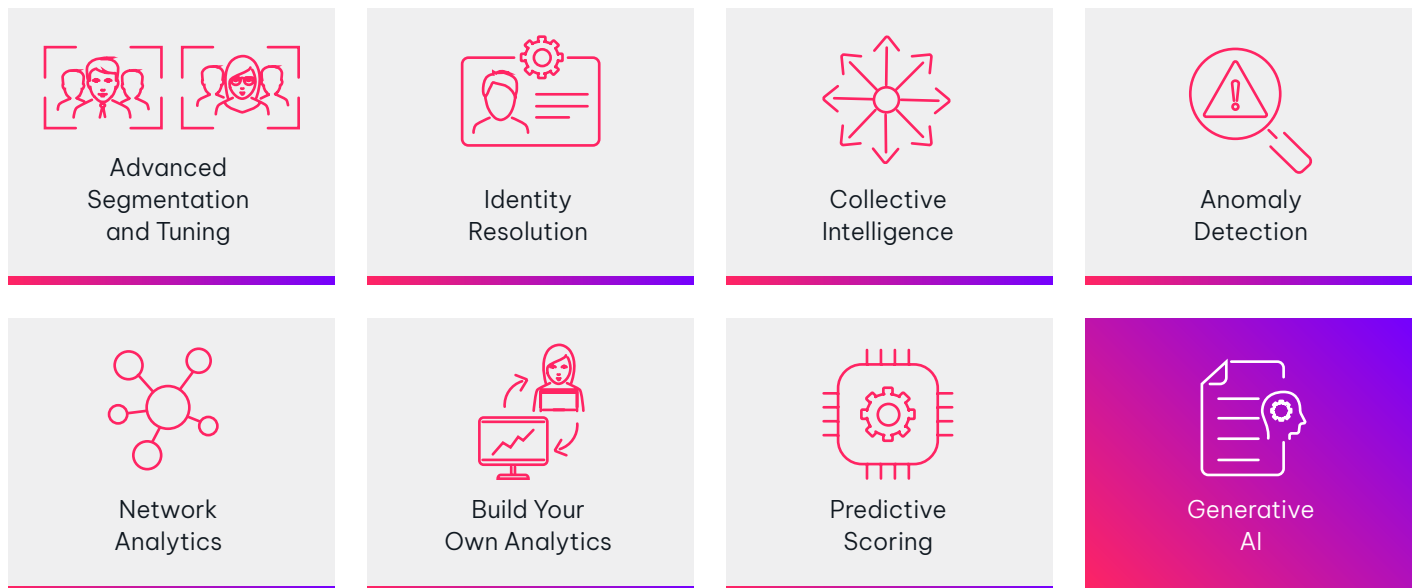 Advanced
Segmentation
and Tuning
Identity
Resolution
Collective
Intelligence
Anomaly
Detection
Network
Analytics
Build Your
Own Analytics
Predictive
Scoring
Generative
AI